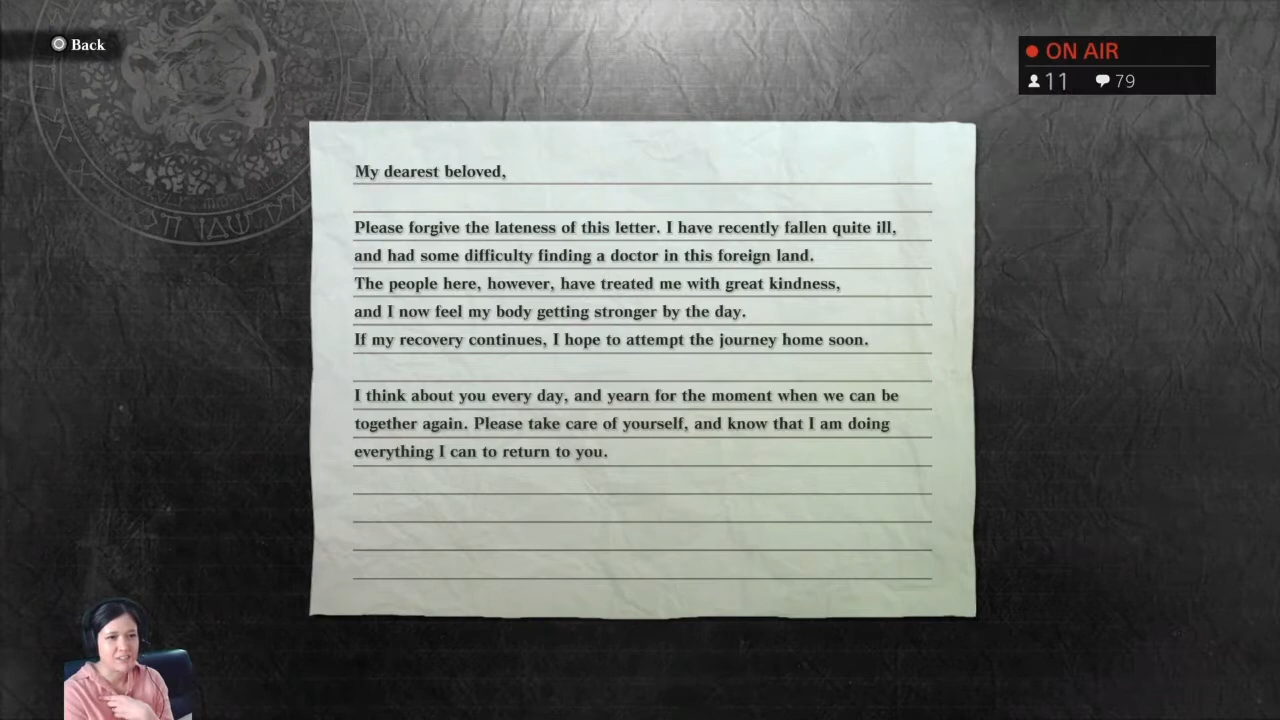 Back
ON AIR
11 79
My dearest beloved,
Please forgive the lateness of this letter. I have recently fallen quite ill,
and had some difficulty finding a doctor in this foreign land.
The people here, however, have treated me with great kindness,
and I now feel my body getting stronger by the day.
If my recovery continues, I hope to attempt the journey home soon.
I think about you every day, and yearn for the moment when we can be
together again. Please take care of yourself, and know that I am doing
everything I can to return to you.